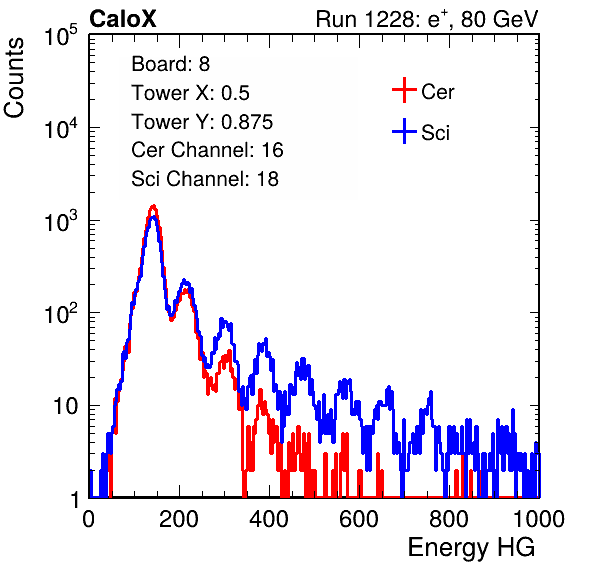 CaloX Run 1228: e⁺, 80 GeV
Counts
Board: 8
Tower X: 0.5
Tower Y: 0.875
Cer Channel: 16
Sci Channel: 18
Cer
Sci
10⁵
10⁴
10³
10²
10
1
0 200 400 600 800 1000
Energy HG